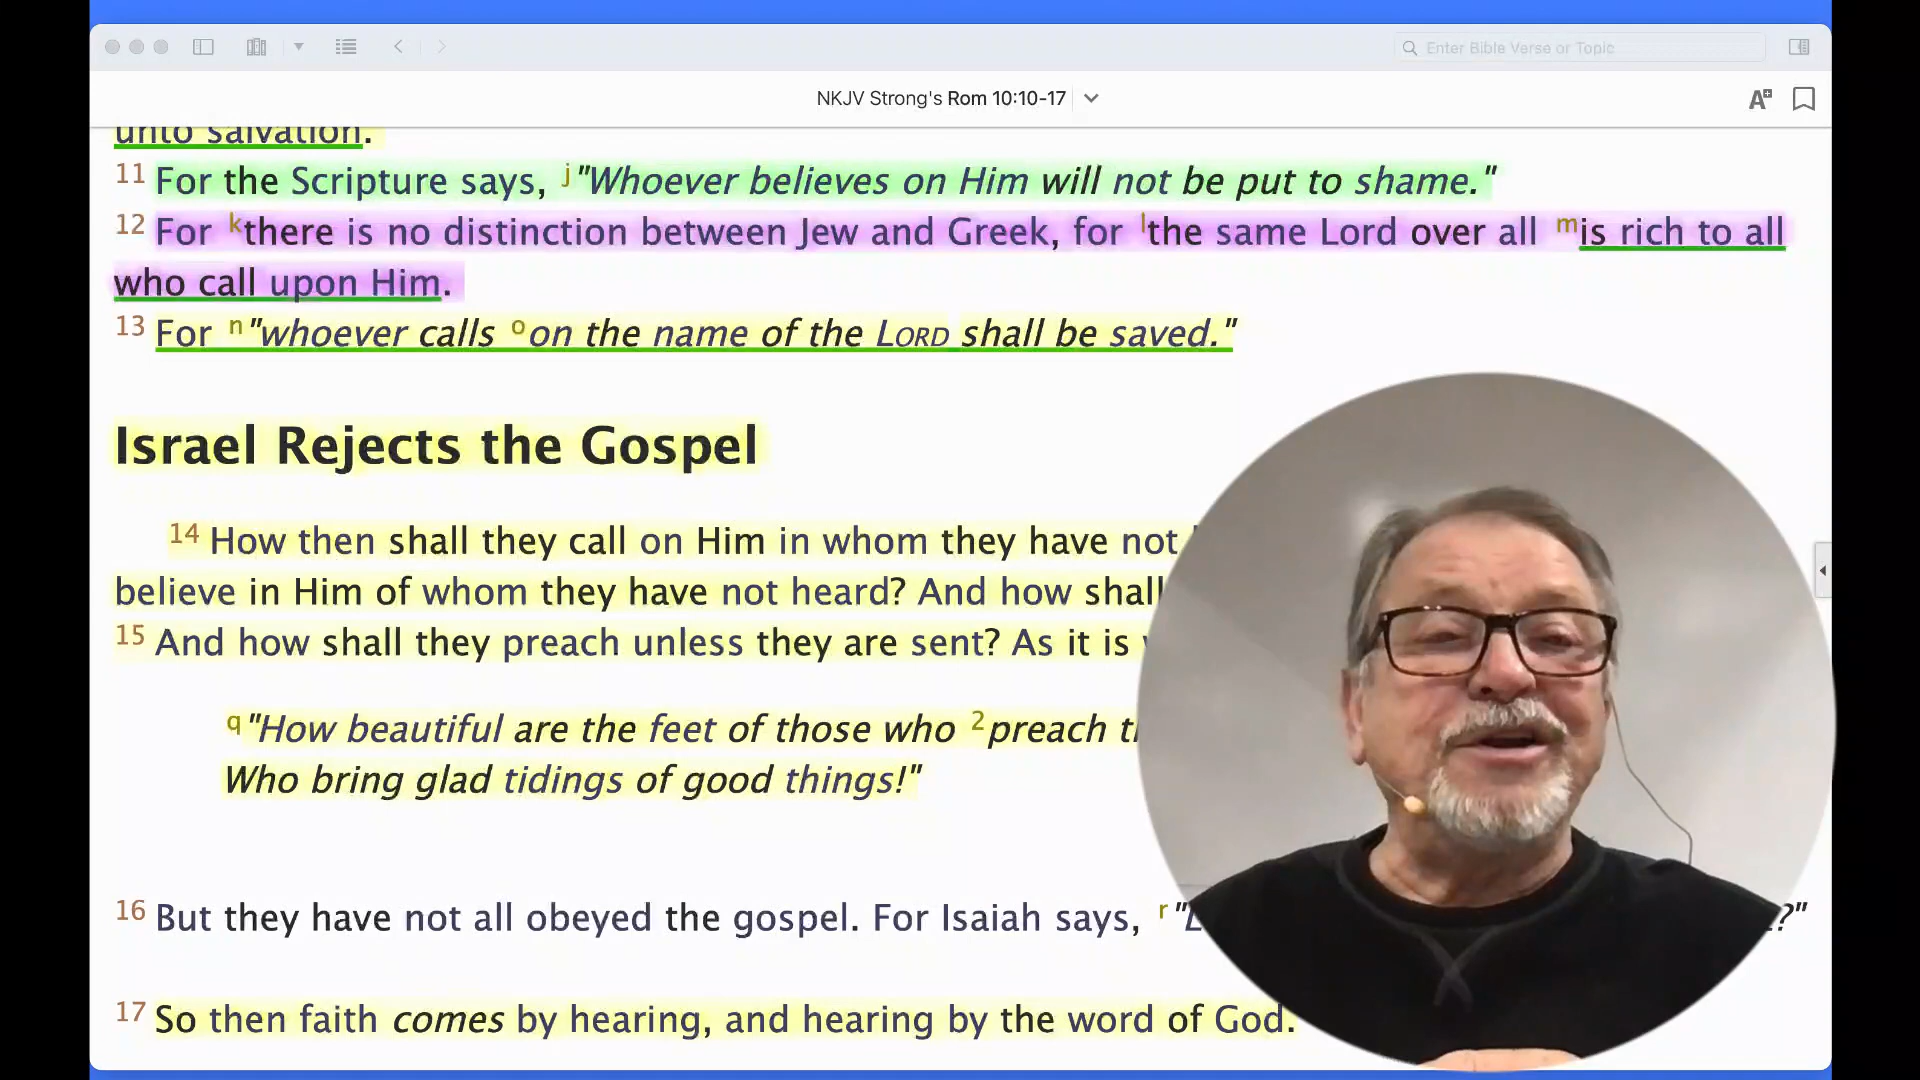 Enter Bible Verse or Topic
NKJV Strong's Rom 10:10-17
A
unto salvation.
11 For the Scripture says, j"Whoever believes on Him will not be put to shame."
12 For kthere is no distinction between Jew and Greek, for lthe same Lord over all mis rich to all
who call upon Him.
13 For n"whoever calls oon the name of the LORD shall be saved."
Israel Rejects the Gospel
14 How then shall they call on Him in whom they have not
believe in Him of whom they have not heard? And how shall
15 And how shall they preach unless they are sent? As it is
q"How beautiful are the feet of those who 2preach
Who bring glad tidings of good things!"
16 But they have not all obeyed the gospel. For Isaiah says, r" ?"
17 So then faith comes by hearing, and hearing by the word of God.